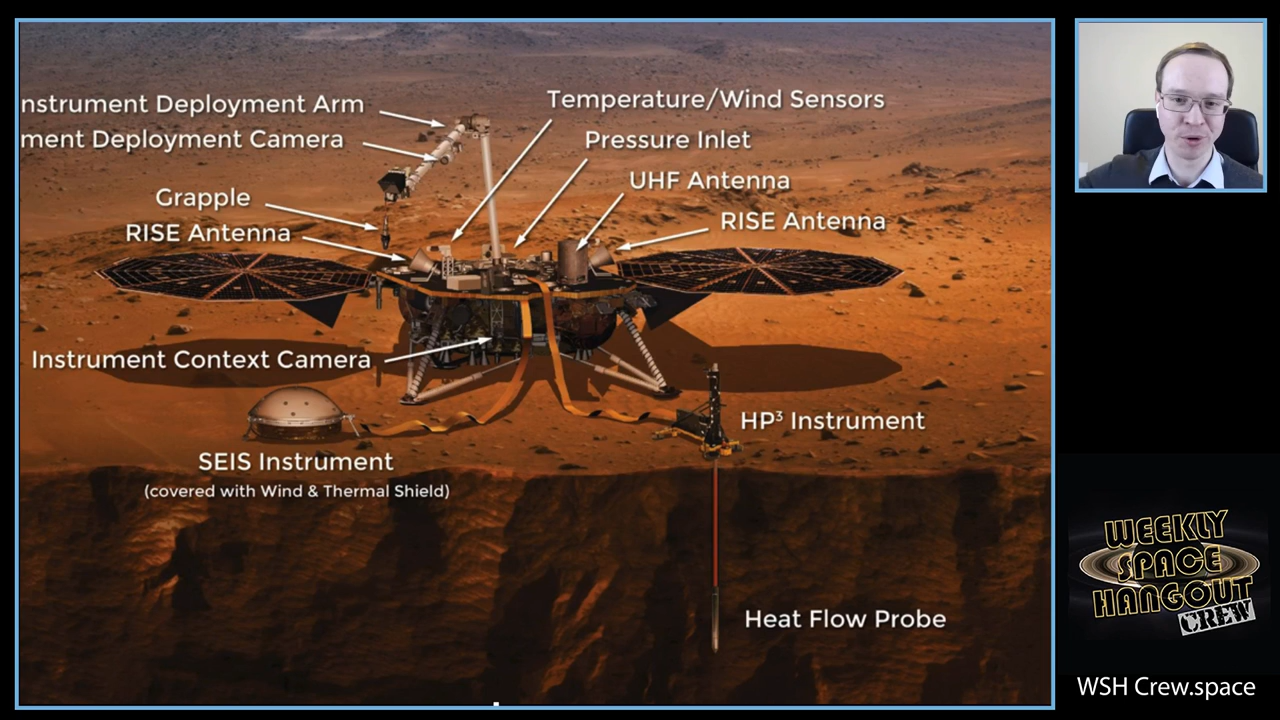 nstrument Deployment Arm
ment Deployment Camera
Grapple
RISE Antenna
Temperature/Wind Sensors
Pressure Inlet
UHF Antenna
RISE Antenna
Instrument Context Camera
SEIS Instrument
(covered with Wind & Thermal Shield)
HP³ Instrument
Heat Flow Probe
WEEKLY
SPACE
HANGOUT
CREW
WSH Crew.space